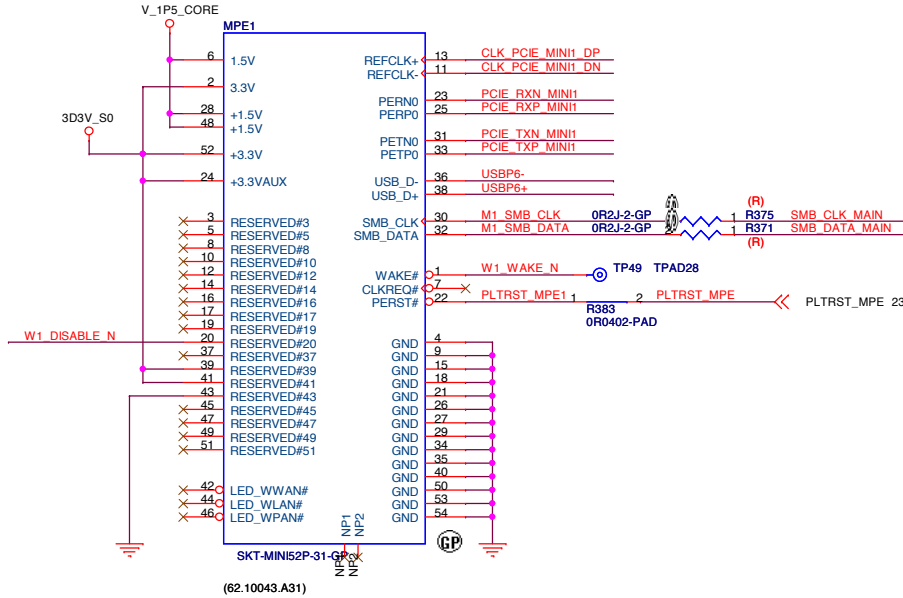 V_1P5_CORE
MPE1
6 1.5V
2 3.3V
28 +1.5V
48 +1.5V
3D3V_S0
52 +3.3V
24 +3.3VAUX
3 RESERVED#3
5 RESERVED#5
8 RESERVED#8
10 RESERVED#10
12 RESERVED#12
14 RESERVED#14
16 RESERVED#16
17 RESERVED#17
19 RESERVED#19
W1_DISABLE_N 20 RESERVED#20
37 RESERVED#37
39 RESERVED#39
41 RESERVED#41
43 RESERVED#43
45 RESERVED#45
47 RESERVED#47
49 RESERVED#49
51 RESERVED#51
42 LED_WWAN#
44 LED_WLAN#
46 LED_WPAN#
REFCLK+ 13 CLK_PCIE_MINI1_DP
REFCLK- 11 CLK_PCIE_MINI1_DN
PERN0 23 PCIE_RXN_MINI1
PERP0 25 PCIE_RXP_MINI1
PETN0 31 PCIE_TXN_MINI1
PETP0 33 PCIE_TXP_MINI1
USB_D- 36 USBP6-
USB_D+ 38 USBP6+
(R)
SMB_CLK 30 M1_SMB_CLK 0R2J-2-GP 1 R375 SMB_CLK_MAIN
SMB_DATA 32 M1_SMB_DATA 0R2J-2-GP 2 1 R371 SMB_DATA_MAIN
(R)
WAKE# 1 W1_WAKE_N TP49 TPAD28
CLKREQ# 7
PERST# 22 PLTRST_MPE1 1 2 PLTRST_MPE PLTRST_MPE 23
R383
0R0402-PAD
GND 4
GND 9
GND 15
GND 18
GND 21
GND 26
GND 27
GND 29
GND 34
GND 35
GND 40
GND 50
GND 53
GND 54
NP1
NP2
GP
SKT-MINI52P-31-GP
(62.10043.A31)